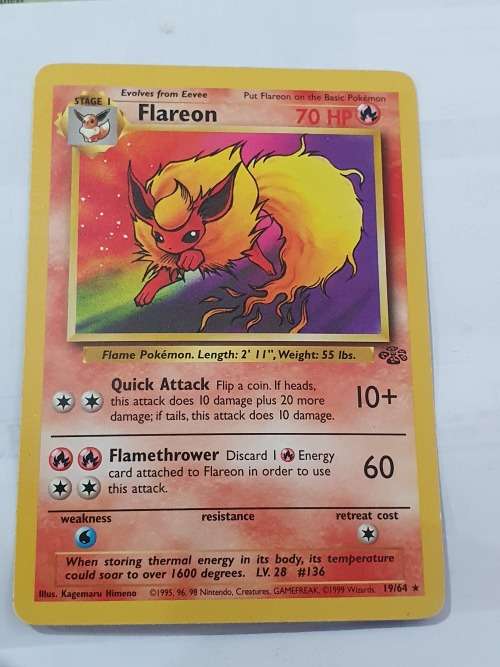 Evolves from Eevee Put Flareon on the Basic Pokémon
STAGE 1
Flareon 70 HP
Flame Pokémon. Length: 2' 11", Weight: 55 lbs.
Quick Attack Flip a coin. If heads,
this attack does 10 damage plus 20 more
damage; if tails, this attack does 10 damage.
10+
Flamethrower Discard 1 Energy
card attached to Flareon in order to use
this attack.
60
weakness resistance retreat cost
When storing thermal energy in its body, its temperature
could soar to over 1600 degrees. LV. 28 #136
Illus. Kagemaru Himeno ©1995, 96, 98 Nintendo, Creatures, GAMEFREAK. ©1999 Wizards. 19/64 ★